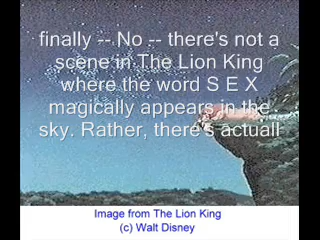 finally -- No -- there's not a
scene in The Lion King
where the word S E X
magically appears in the
sky. Rather, there's actuall
Image from The Lion King
(c) Walt Disney